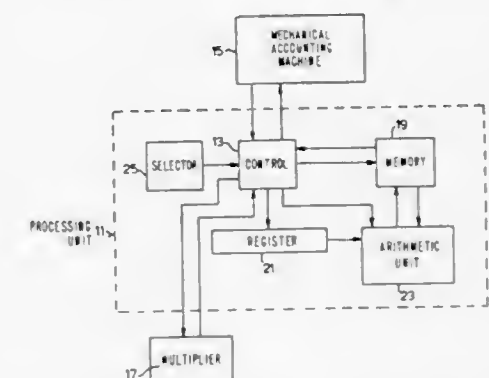 MECHANICAL
ACCOUNTING
MACHINE
15
13
19
SELECTOR
CONTROL
MEMORY
25
PROCESSING
UNIT 11
REGISTER
21
ARITHMETIC
UNIT
23
MULTIPLIER
17